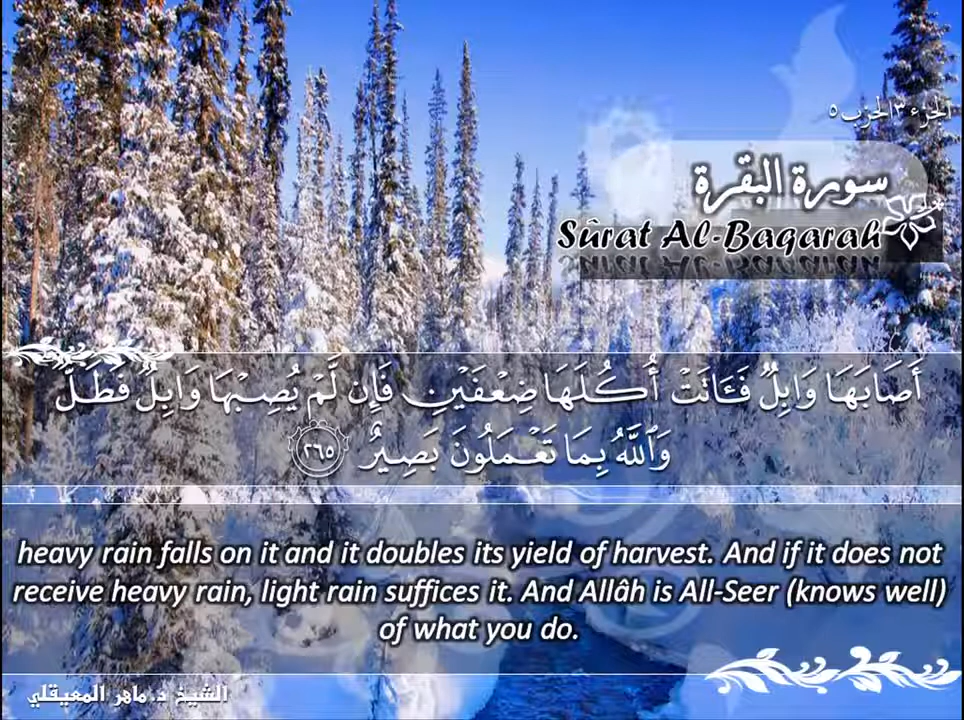 الجزء ٣ الحزب ٥
سورة البقرة
Sûrat Al-Baqarah
أَصَابَهَا وَابِلٌ فَـَٔاتَتْ أُكُلَهَا ضِعْفَيْنِ فَإِن لَّمْ يُصِبْهَا وَابِلٌ فَطَلٌّ
وَٱللَّهُ بِمَا تَعْمَلُونَ بَصِيرٌ ٢٦٥
heavy rain falls on it and it doubles its yield of harvest. And if it does not
receive heavy rain, light rain suffices it. And Allâh is All-Seer (knows well)
of what you do.
الشيخ د. ماهر المعيقلي